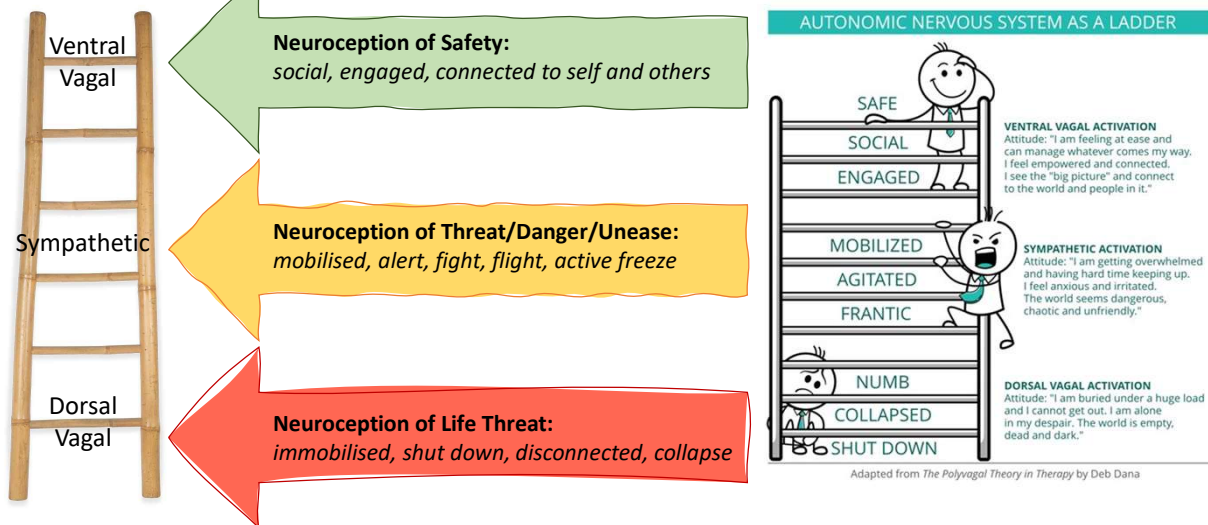 Ventral
Vagal
Sympathetic
Dorsal
Vagal
Neuroception of Safety:
social, engaged, connected to self and others
Neuroception of Threat/Danger/Unease:
mobilised, alert, fight, flight, active freeze
Neuroception of Life Threat:
immobilised, shut down, disconnected, collapse
AUTONOMIC NERVOUS SYSTEM AS A LADDER
SAFE
SOCIAL
ENGAGED
VENTRAL VAGAL ACTIVATION
Attitude: "I am feeling at ease and
can manage whatever comes my way.
I feel empowered and connected.
I see the "big picture" and connect
to the world and people in it."
MOBILIZED
AGITATED
FRANTIC
SYMPATHETIC ACTIVATION
Attitude: "I am getting overwhelmed
and having hard time keeping up.
I feel anxious and irritated.
The world seems dangerous,
chaotic and unfriendly."
NUMB
COLLAPSED
SHUT DOWN
DORSAL VAGAL ACTIVATION
Attitude: "I am buried under a huge load
and I cannot get out. I am alone
in my despair. The world is empty,
dead and dark."
Adapted from The Polyvagal Theory in Therapy by Deb Dana